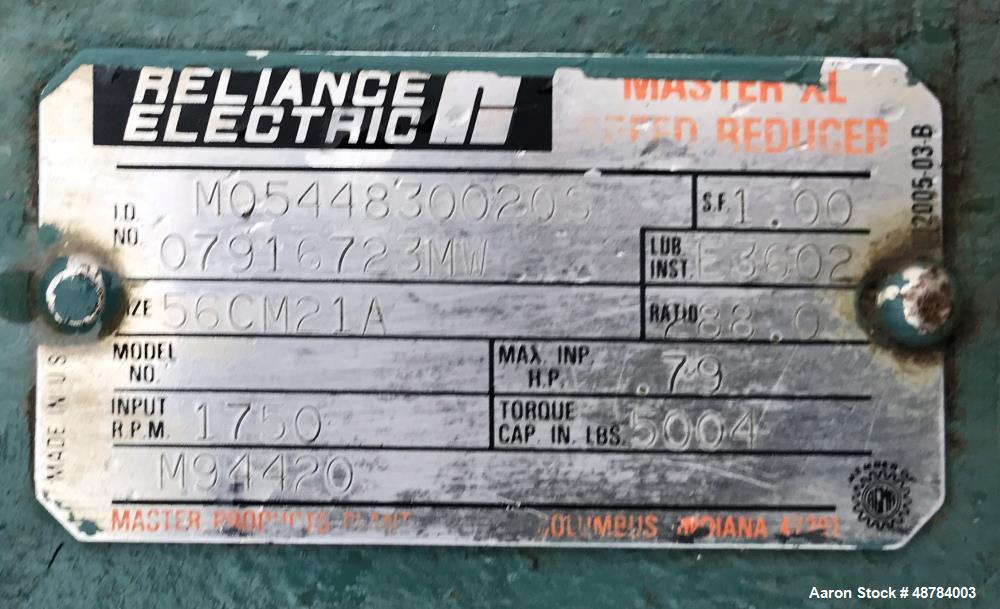 RELIANCE
ELECTRIC
MASTER XL
SPEED REDUCER
2005-03-B
I.D.
NO.
S.F. 1.00
07916723MW
LUB.
INST. E3602
56CM21A
RATIO 288.0
MODEL
NO.
MAX. INP.
H.P. .79
INPUT
R.P.M. 1750
TORQUE
CAP. IN. LBS. 5004
M94420
MADE IN U S
MASTER PRODUCTS PLANT COLUMBUS INDIANA
Aaron Stock # 48784003